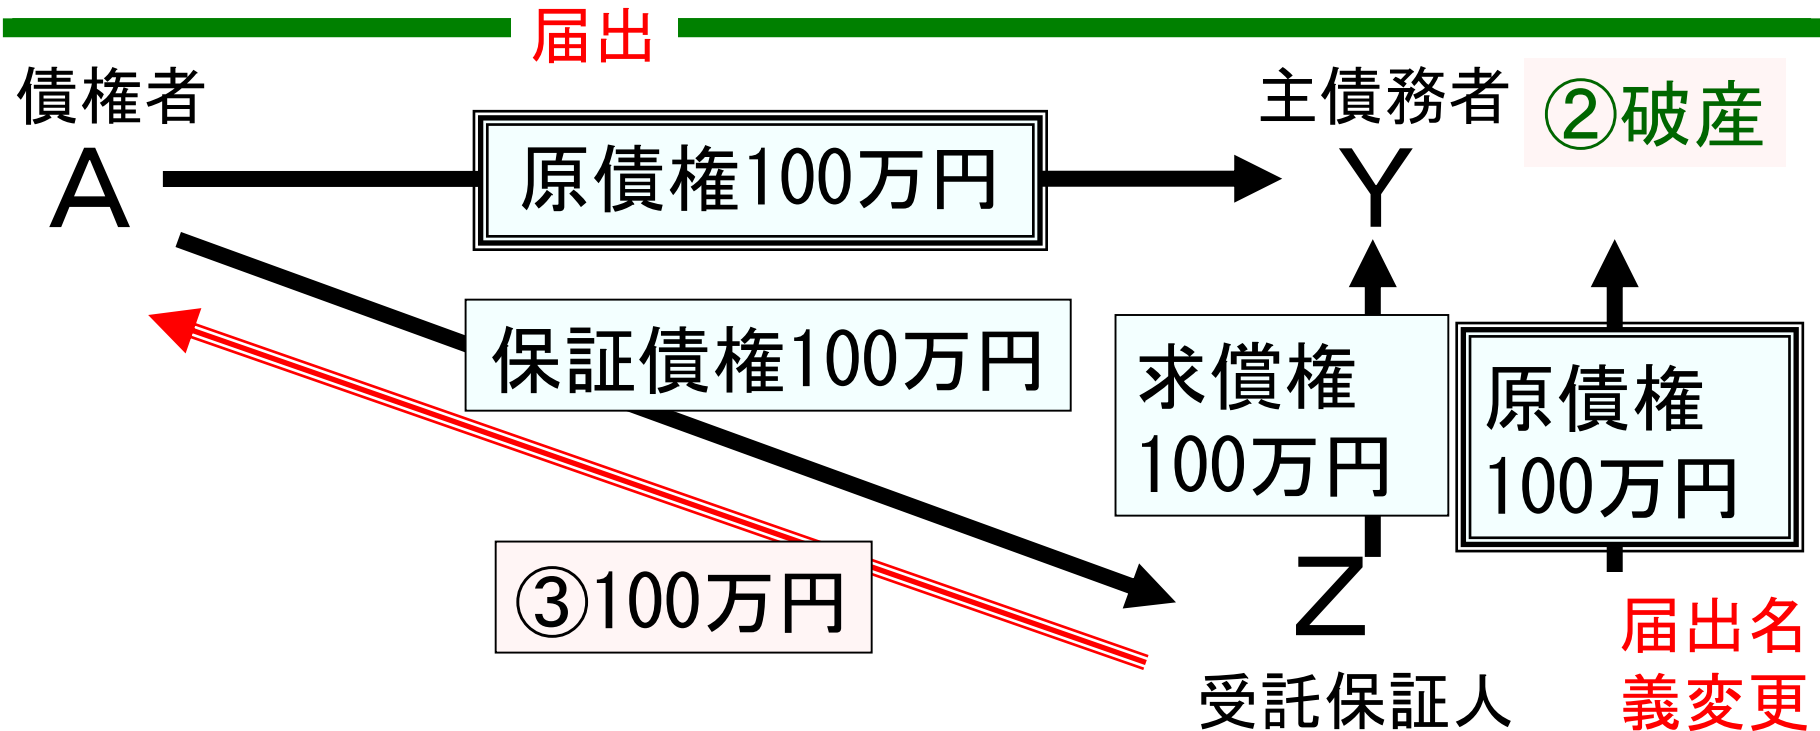 届出
債権者
主債務者
②破産
A
原債権100万円
Y
保証債権100万円
求償権
100万円
原債権
100万円
③100万円
Z
受託保証人
届出名
義変更